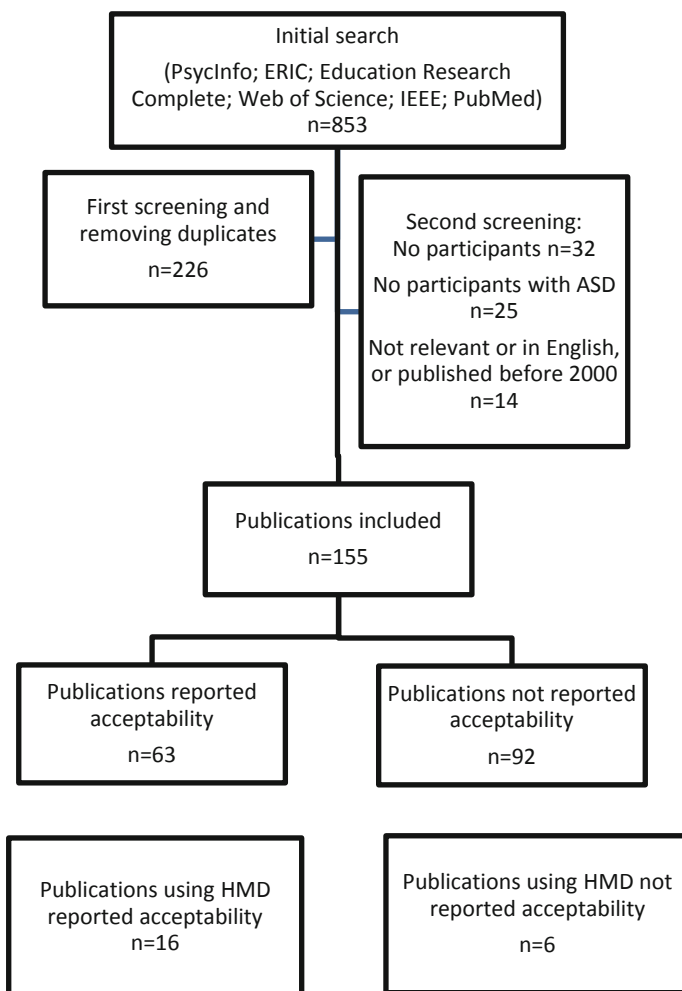 Initial search
(PsycInfo; ERIC; Education Research
Complete; Web of Science; IEEE; PubMed)
n=853
First screening and
removing duplicates
n=226
Second screening:
No participants n=32
No participants with ASD
n=25
Not relevant or in English,
or published before 2000
n=14
Publications included
n=155
Publications reported
acceptability
n=63
Publications not reported
acceptability
n=92
Publications using HMD
reported acceptability
n=16
Publications using HMD not
reported acceptability
n=6